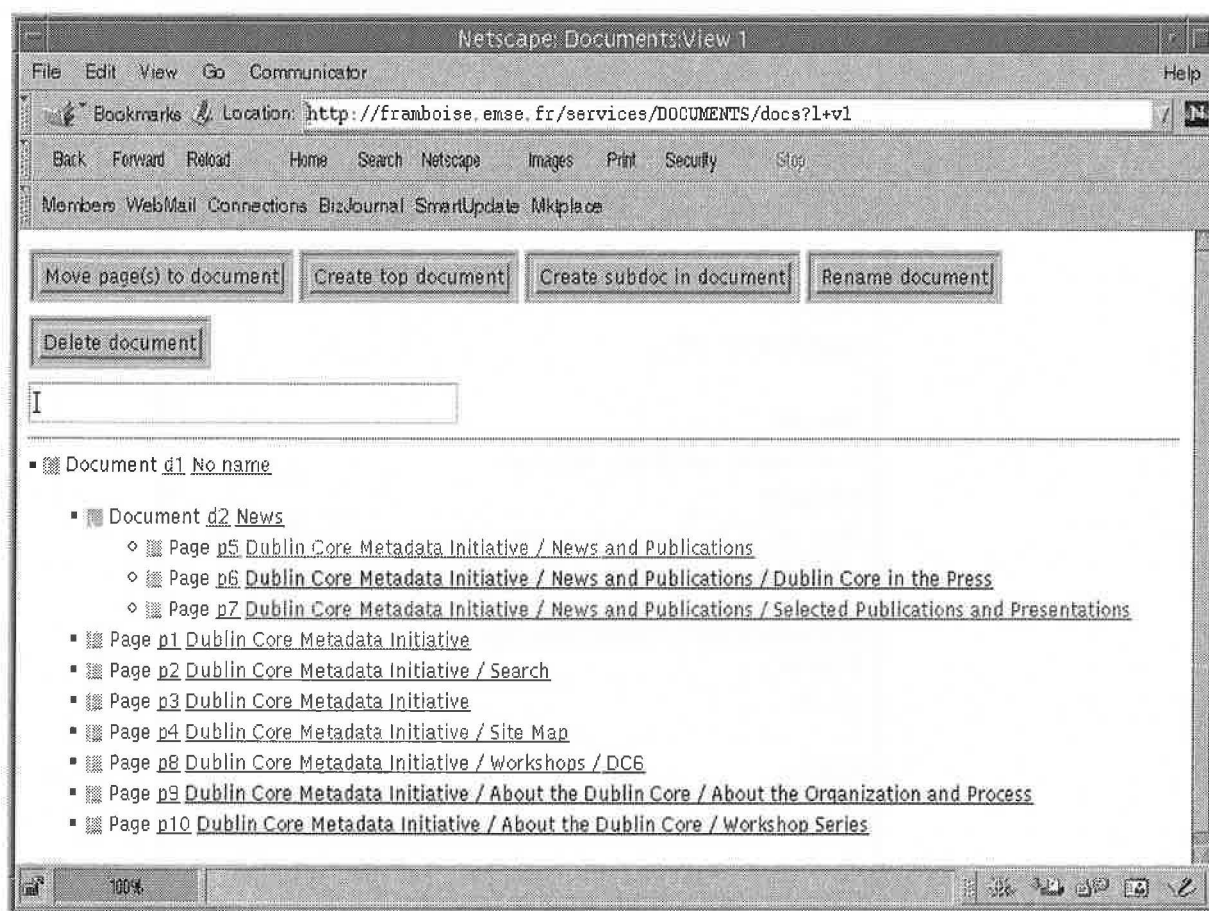 Netscape: Documents:View 1
File Edit View Go Communicator Help
Bookmarks Location: http://framboise.emse.fr/services/DOCUMENTS/docs?l+v1
Back Forward Reload Home Search Netscape Images Print Security Stop
Members WebMail Connections BizJournal SmartUpdate Mktplace
Move page(s) to document Create top document Create subdoc in document Rename document
Delete document
Document d1 No name
Document d2 News
Page p5 Dublin Core Metadata Initiative / News and Publications
Page p6 Dublin Core Metadata Initiative / News and Publications / Dublin Core in the Press
Page p7 Dublin Core Metadata Initiative / News and Publications / Selected Publications and Presentations
Page p1 Dublin Core Metadata Initiative
Page p2 Dublin Core Metadata Initiative / Search
Page p3 Dublin Core Metadata Initiative
Page p4 Dublin Core Metadata Initiative / Site Map
Page p8 Dublin Core Metadata Initiative / Workshops / DC6
Page p9 Dublin Core Metadata Initiative / About the Dublin Core / About the Organization and Process
Page p10 Dublin Core Metadata Initiative / About the Dublin Core / Workshop Series
100%